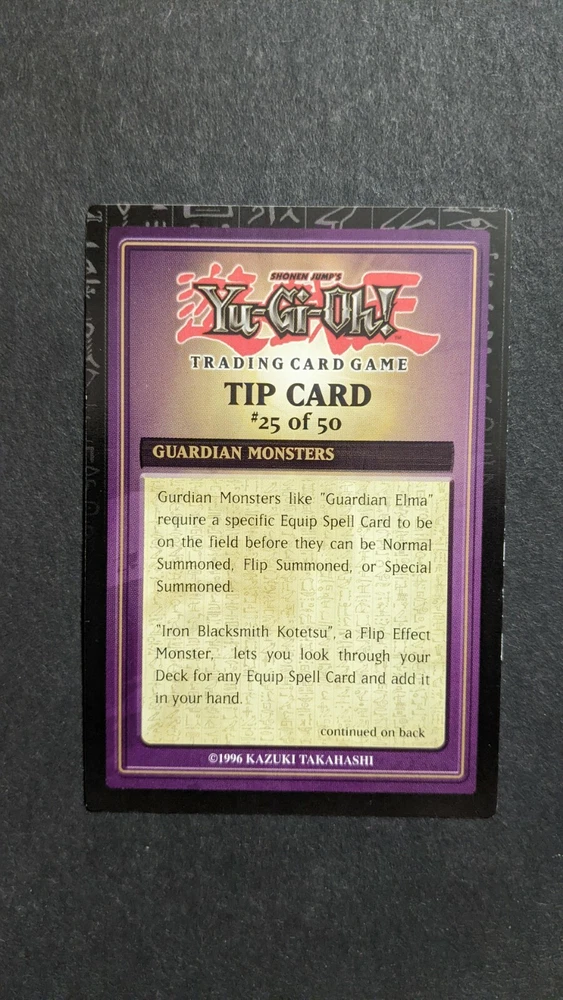 SHONEN JUMP'S
Yu-Gi-Oh!
TRADING CARD GAME
TIP CARD
#25 of 50
GUARDIAN MONSTERS
Gurdian Monsters like "Guardian Elma"
require a specific Equip Spell Card to be
on the field before they can be Normal
Summoned, Flip Summoned, or Special
Summoned.
"Iron Blacksmith Kotetsu", a Flip Effect
Monster, lets you look through your
Deck for any Equip Spell Card and add it
in your hand.
continued on back
©1996 KAZUKI TAKAHASHI